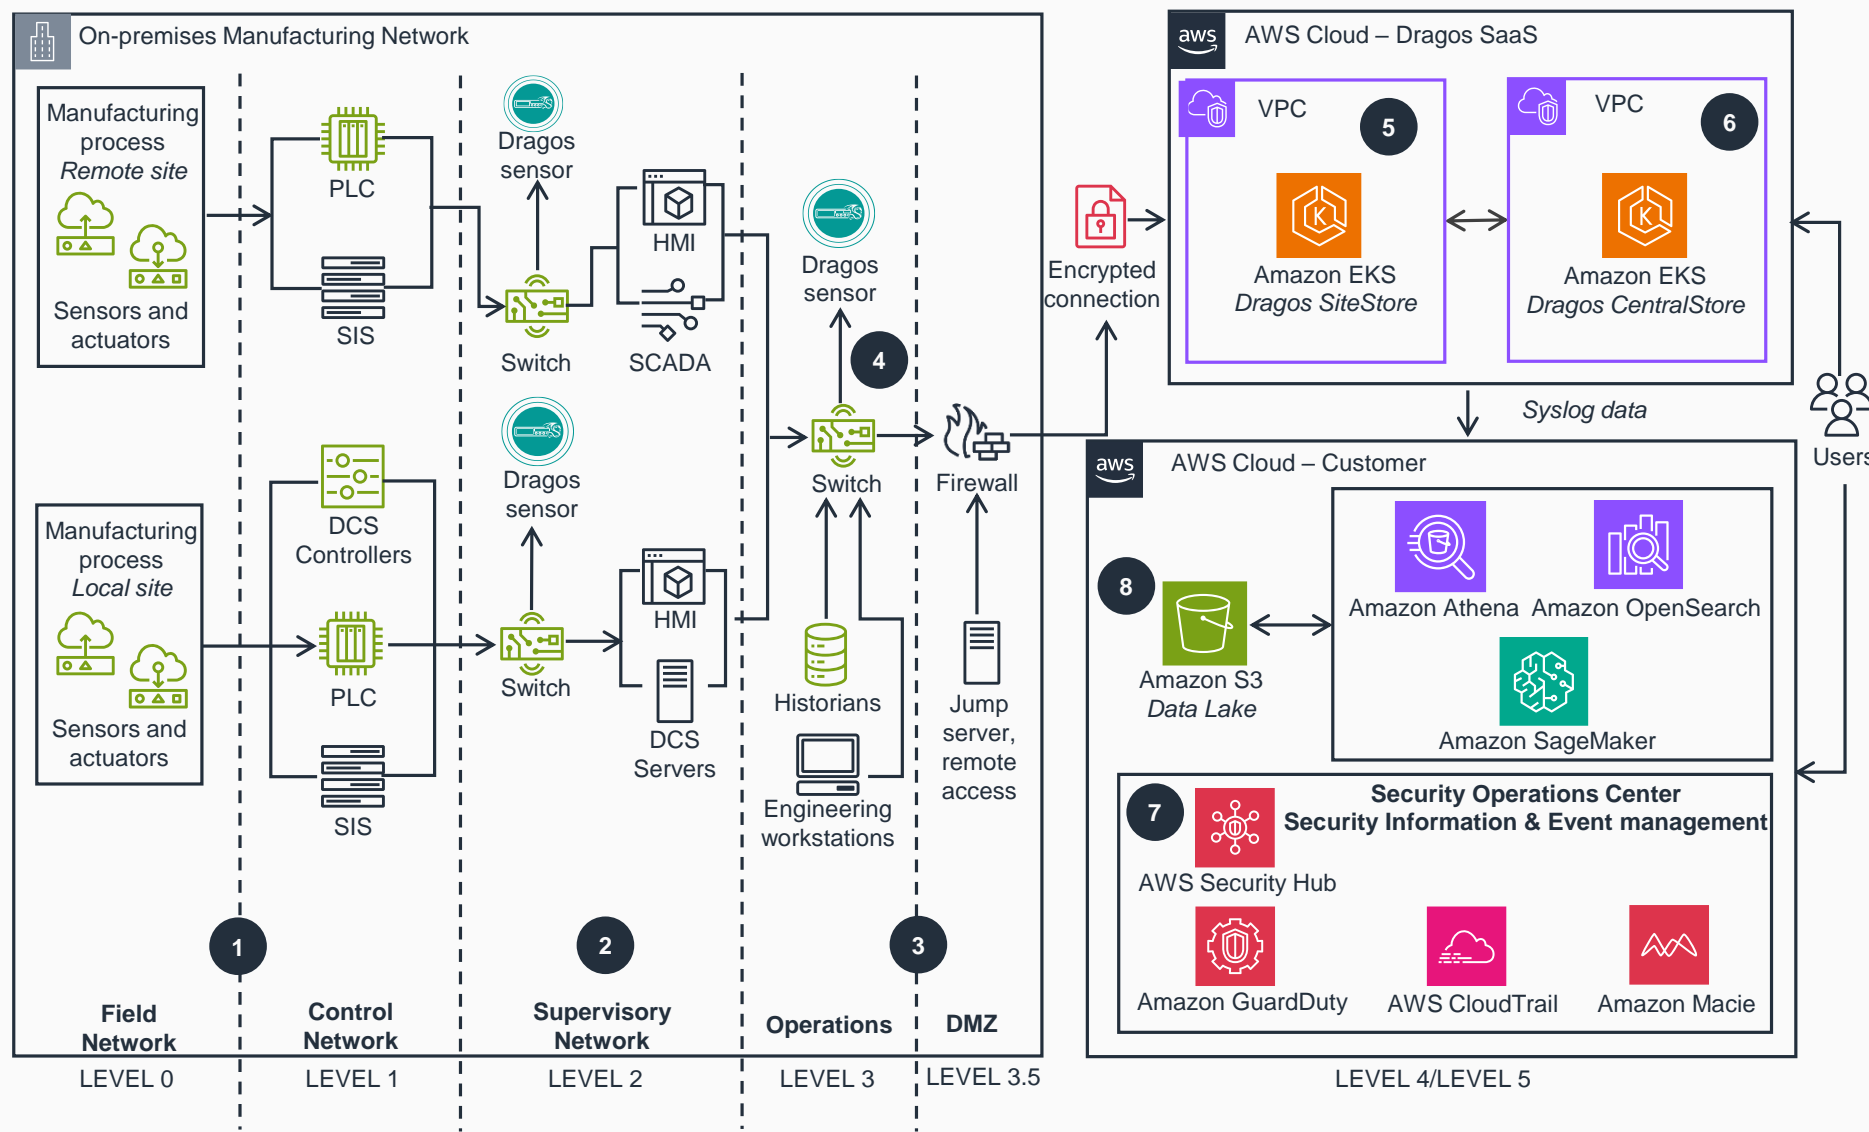 On-premises Manufacturing Network
Manufacturing
process
Remote site
Sensors and
actuators
PLC
SIS
Dragos
sensor
Switch
HMI
SCADA
Dragos
sensor
4
Manufacturing
process
Local site
Sensors and
actuators
DCS
Controllers
PLC
SIS
Dragos
sensor
Switch
HMI
DCS
Servers
Switch
Historians
Engineering
workstations
Firewall
Jump
server,
remote
access
1
2
3
Field
Network
Control
Network
Supervisory
Network
Operations
DMZ
LEVEL 0
LEVEL 1
LEVEL 2
LEVEL 3
LEVEL 3.5
Encrypted
connection
aws
AWS Cloud – Dragos SaaS
VPC
5
Amazon EKS
Dragos SiteStore
VPC
6
Amazon EKS
Dragos CentralStore
Syslog data
Users
aws
AWS Cloud – Customer
8
Amazon S3
Data Lake
Amazon Athena
Amazon OpenSearch
Amazon SageMaker
7
Security Operations Center
Security Information & Event management
AWS Security Hub
Amazon GuardDuty
AWS CloudTrail
Amazon Macie
LEVEL 4/LEVEL 5